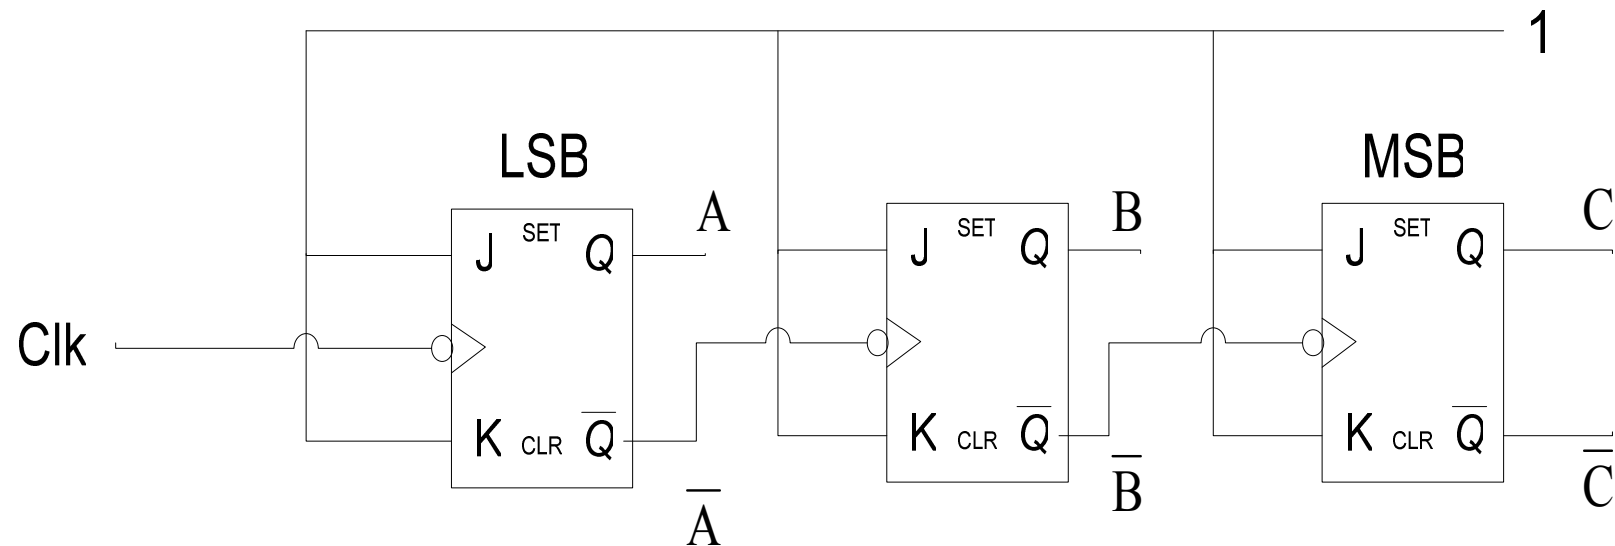 1
LSB
MSB
A
B
C
J SET Q
J SET Q
J SET Q
Clk
K CLR Q̅
K CLR Q̅
K CLR Q̅
A̅
B̅
C̅